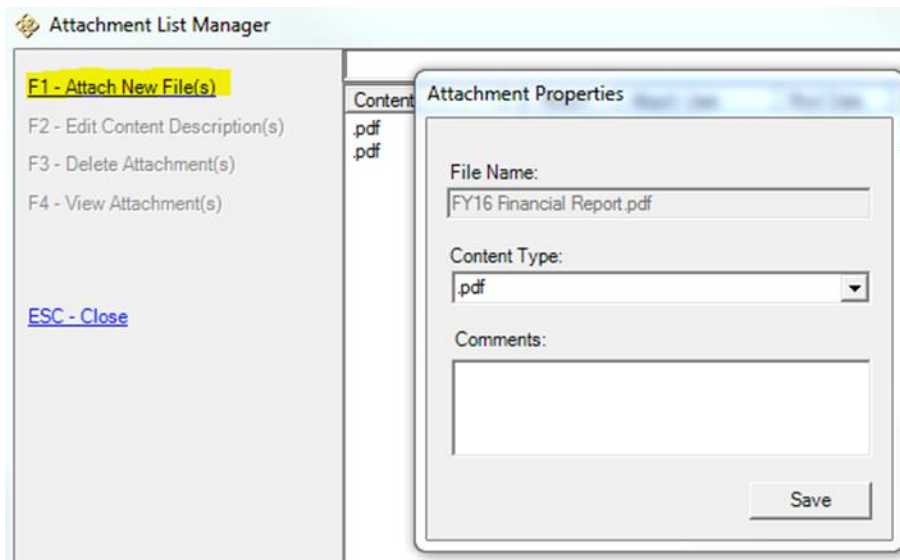 Attachment List Manager
F1 - Attach New File(s)
F2 - Edit Content Description(s)
F3 - Delete Attachment(s)
F4 - View Attachment(s)
ESC - Close
Content
.pdf
.pdf
Attachment Properties
File Name:
FY16 Financial Report.pdf
Content Type:
.pdf
Comments:
Save